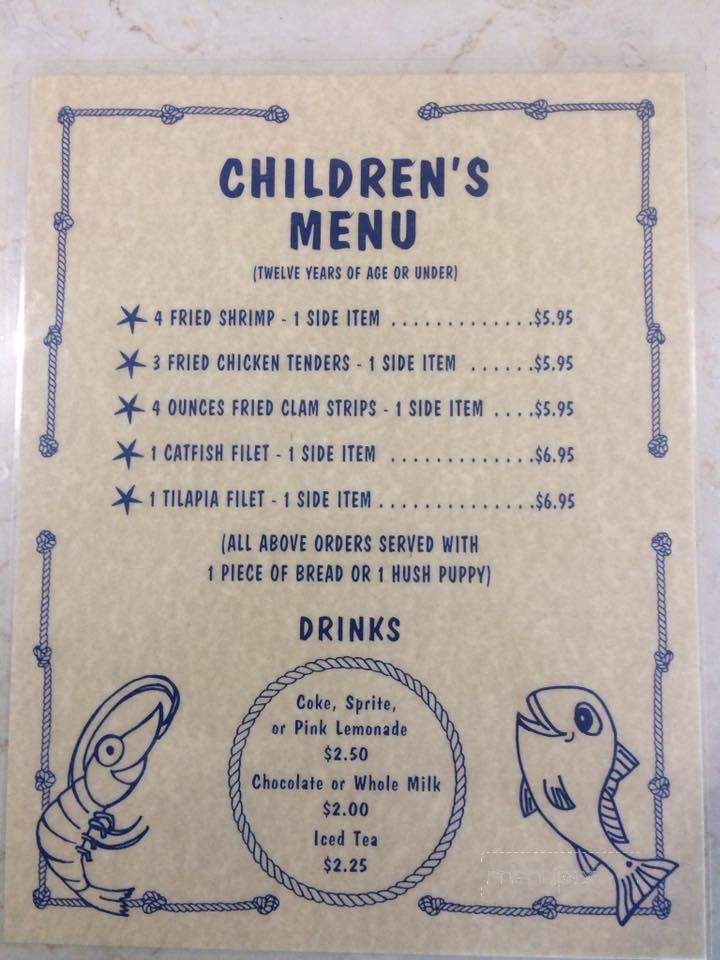 CHILDREN'S
MENU
(TWELVE YEARS OF AGE OR UNDER)
4 FRIED SHRIMP - 1 SIDE ITEM .............$5.95
3 FRIED CHICKEN TENDERS - 1 SIDE ITEM ......$5.95
4 OUNCES FRIED CLAM STRIPS - 1 SIDE ITEM ....$5.95
1 CATFISH FILET - 1 SIDE ITEM .............$6.95
1 TILAPIA FILET - 1 SIDE ITEM ..............$6.95
(ALL ABOVE ORDERS SERVED WITH
1 PIECE OF BREAD OR 1 HUSH PUPPY)
DRINKS
Coke, Sprite,
or Pink Lemonade
$2.50
Chocolate or Whole Milk
$2.00
Iced Tea
$2.25
menupix